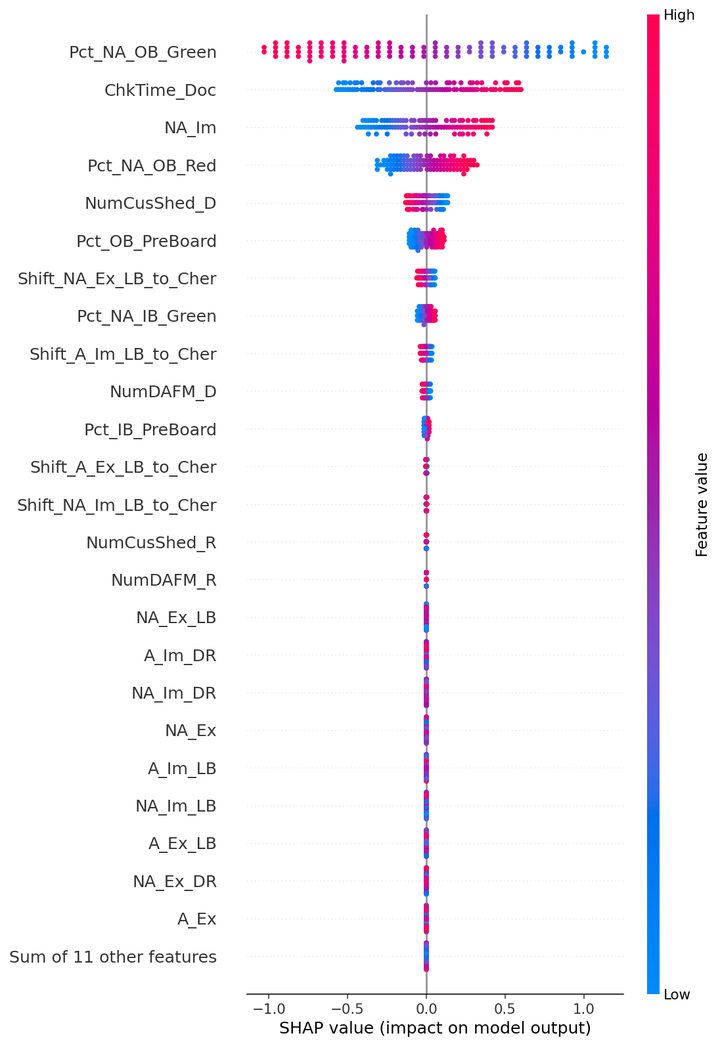 High
Pct_NA_OB_Green
ChkTime_Doc
NA_Im
Pct_NA_OB_Red
NumCusShed_D
Pct_OB_PreBoard
Shift_NA_Ex_LB_to_Cher
Pct_NA_IB_Green
Shift_A_Im_LB_to_Cher
NumDAFM_D
Pct_IB_PreBoard
Shift_A_Ex_LB_to_Cher
Shift_NA_Im_LB_to_Cher
NumCusShed_R
NumDAFM_R
NA_Ex_LB
A_Im_DR
NA_Im_DR
NA_Ex
A_Im_LB
NA_Im_LB
A_Ex_LB
NA_Ex_DR
A_Ex
Sum of 11 other features
Feature value
Low
−1.0 −0.5 0.0 0.5 1.0
SHAP value (impact on model output)